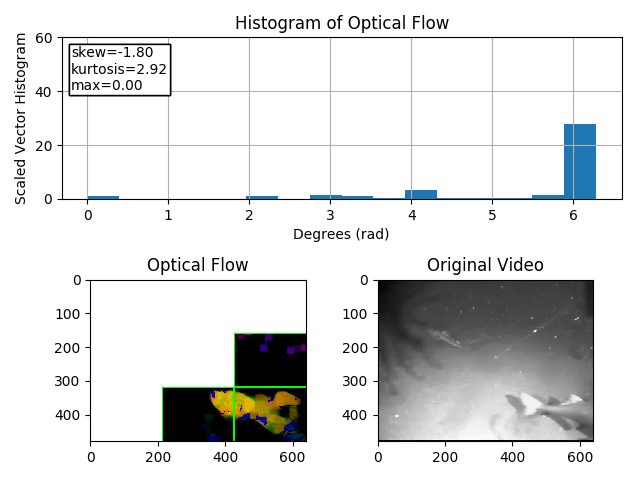 Histogram of Optical Flow
Scaled Vector Histogram
60
40
20
0
skew=-1.80
kurtosis=2.92
max=0.00
0 1 2 3 4 5 6
Degrees (rad)
Optical Flow
0
100
200
300
400
0 200 400 600
Original Video
0
100
200
300
400
0 200 400 600